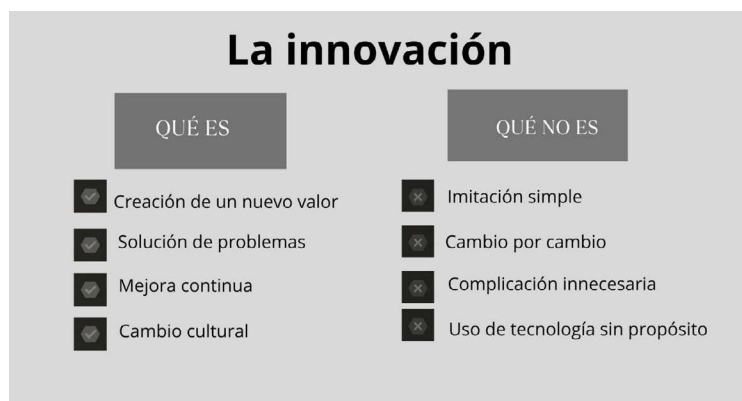 La innovación
QUÉ ES
Creación de un nuevo valor
Solución de problemas
Mejora continua
Cambio cultural
QUÉ NO ES
Imitación simple
Cambio por cambio
Complicación innecesaria
Uso de tecnología sin propósito